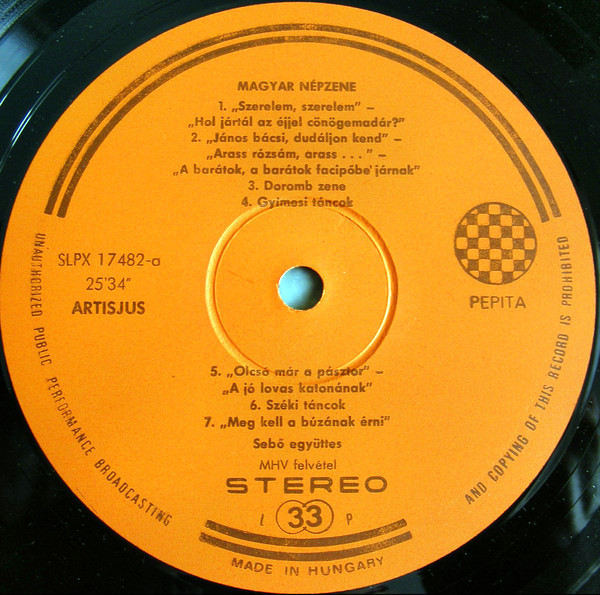 MAGYAR NÉPZENE
1. „Szerelem, szerelem” –
„Hol jártál az éjjel cönögemadár?”
2. „János bácsi, dudáljon kend” –
„Arass rózsám, arass . . .” –
„A barátok, a barátok facipőbe járnak”
3. Doromb zene
4. Gyimesi táncok
SLPX 17482-a
25'34"
ARTISJUS
PEPITA
5. „Olcsó már a pásztor” –
„A jó lovas katonának”
6. Széki táncok
7. „Meg kell a búzának érni”
Sebő együttes
MHV felvétel
STEREO
L 33 P
MADE IN HUNGARY
UNAUTHORIZED PUBLIC PERFORMANCE BROADCASTING
AND COPYING OF THIS RECORD IS PROHIBITED